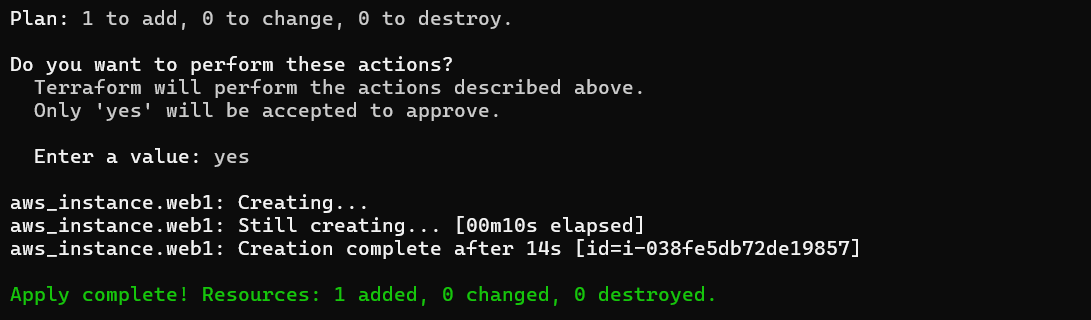 Plan: 1 to add, 0 to change, 0 to destroy.
Do you want to perform these actions?
Terraform will perform the actions described above.
Only 'yes' will be accepted to approve.
Enter a value: yes
aws_instance.web1: Creating...
aws_instance.web1: Still creating... [00m10s elapsed]
aws_instance.web1: Creation complete after 14s [id=i-038fe5db72de19857]
Apply complete! Resources: 1 added, 0 changed, 0 destroyed.